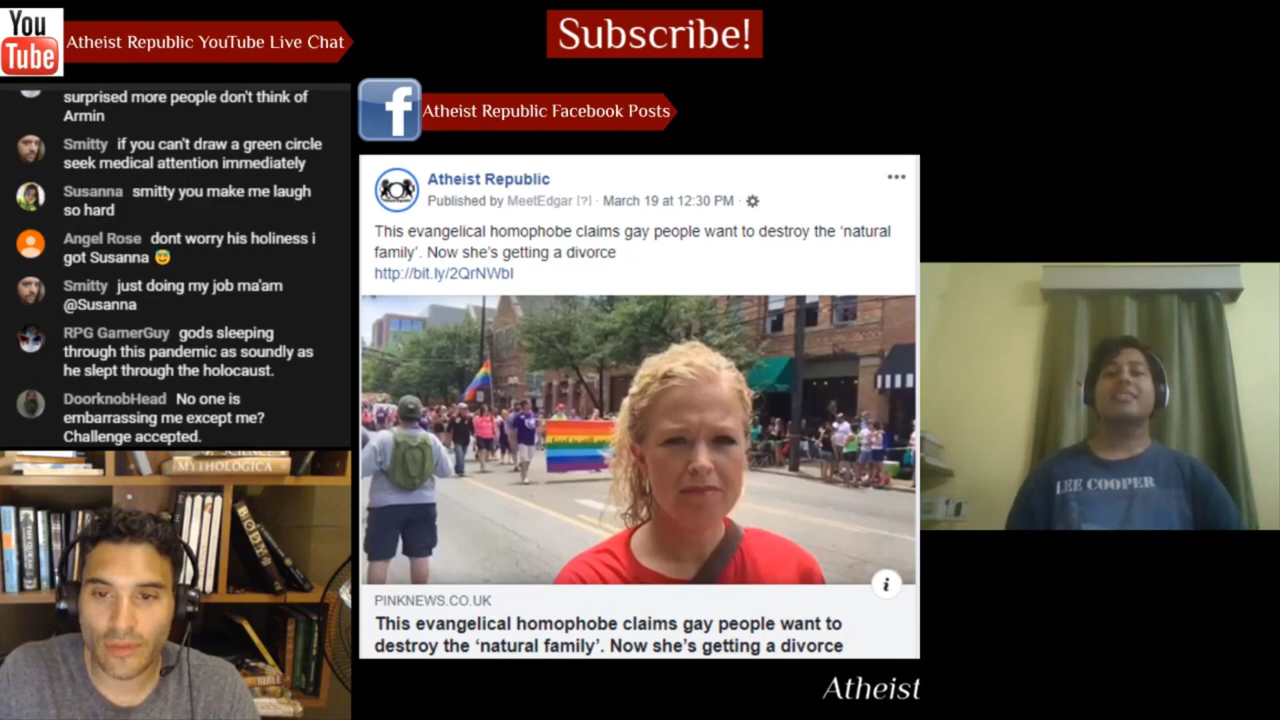 You
Tube
Atheist Republic YouTube Live Chat
Subscribe!
surprised more people don't think of
Armin
Smitty if you can't draw a green circle
seek medical attention immediately
Susanna smitty you make me laugh
so hard
Angel Rose dont worry his holiness i
got Susanna 😇
Smitty just doing my job ma'am
@Susanna
RPG GamerGuy gods sleeping
through this pandemic as soundly as
he slept through the holocaust.
DoorknobHead No one is
embarrassing me except me?
Challenge accepted.
f
Atheist Republic Facebook Posts
Atheist Republic
Published by MeetEdgar [?] · March 19 at 12:30 PM ·
This evangelical homophobe claims gay people want to destroy the ‘natural
family’. Now she’s getting a divorce
http://bit.ly/2QrNWbI
PINKNEWS.CO.UK
This evangelical homophobe claims gay people want to
destroy the ‘natural family’. Now she’s getting a divorce
Atheist
LEE COOPER
MYTHOLOGICA
BODY